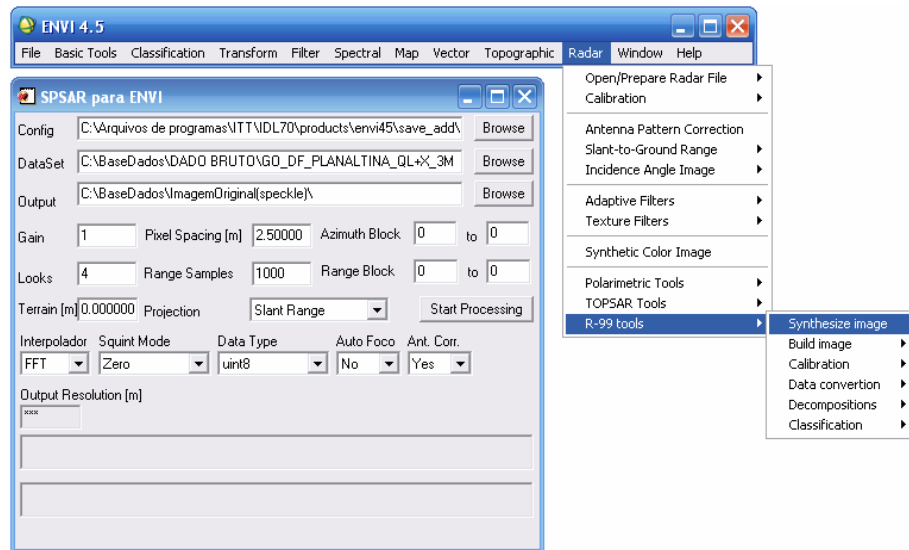 ENVI 4.5
File Basic Tools Classification Transform Filter Spectral Map Vector Topographic Radar Window Help
Open/Prepare Radar File
Calibration
Antenna Pattern Correction
Slant-to-Ground Range
Incidence Angle Image
Adaptive Filters
Texture Filters
Synthetic Color Image
Polarimetric Tools
TOPSAR Tools
R-99 tools
Synthesize image
Build image
Calibration
Data convertion
Decompositions
Classification
SPSAR para ENVI
Config C:\Arquivos de programas\ITT\IDL70\products\envi45\save_add\ Browse
DataSet C:\BaseDados\DADO BRUTO\GO_DF_PLANALTINA_QL+X_3M Browse
Output C:\BaseDados\ImagemOriginal(speckle)\ Browse
Gain 1 Pixel Spacing [m] 2.50000 Azimuth Block 0 to 0
Looks 4 Range Samples 1000 Range Block 0 to 0
Terrain [m] 0.000000 Projection Slant Range Start Processing
Interpolador Squint Mode Data Type Auto Foco Ant. Corr.
FFT Zero uint8 No Yes
Output Resolution [m]
***